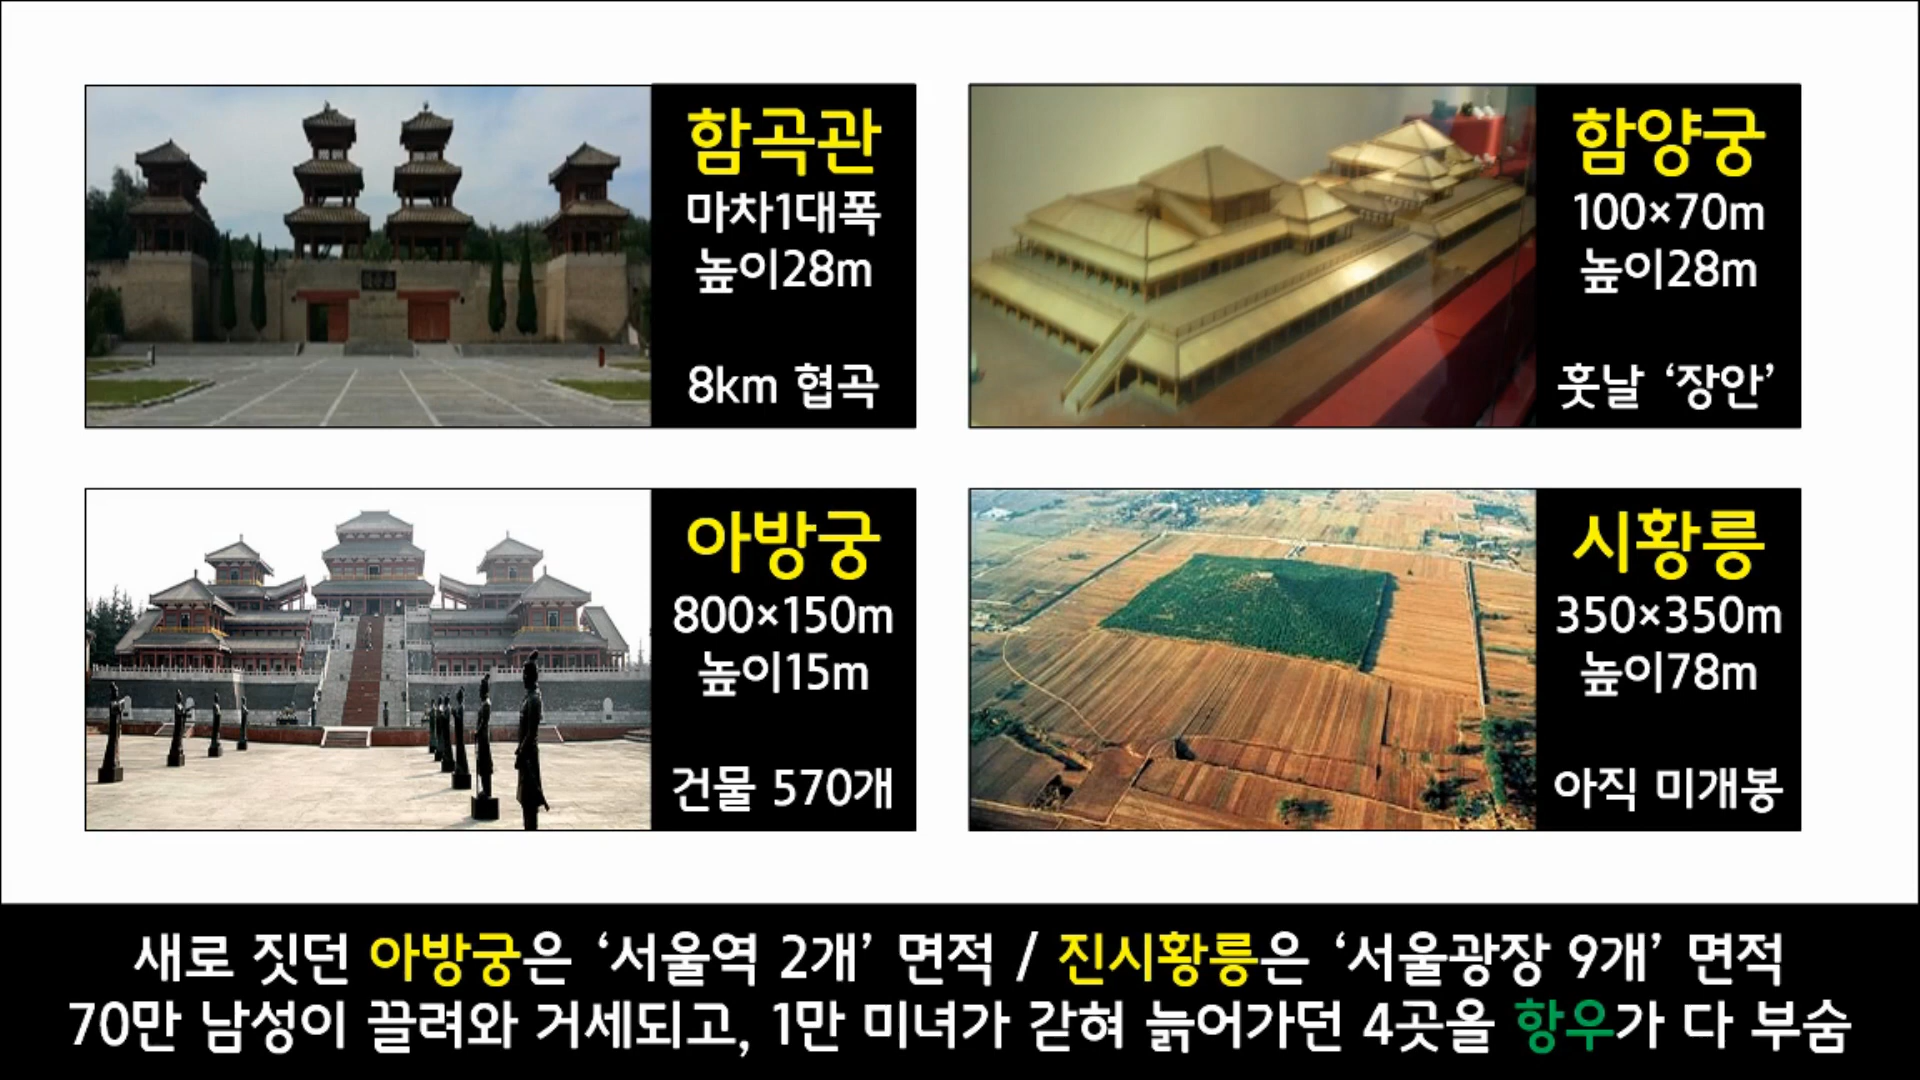 함곡관
마차1대폭
높이28m
8km 협곡
함양궁
100×70m
높이28m
훗날 ‘장안’
아방궁
800×150m
높이15m
건물 570개
시황릉
350×350m
높이78m
아직 미개봉
새로 짓던 아방궁은 ‘서울역 2개’ 면적 / 진시황릉은 ‘서울광장 9개’ 면적
70만 남성이 끌려와 거세되고, 1만 미녀가 갇혀 늙어가던 4곳을 항우가 다 부숨